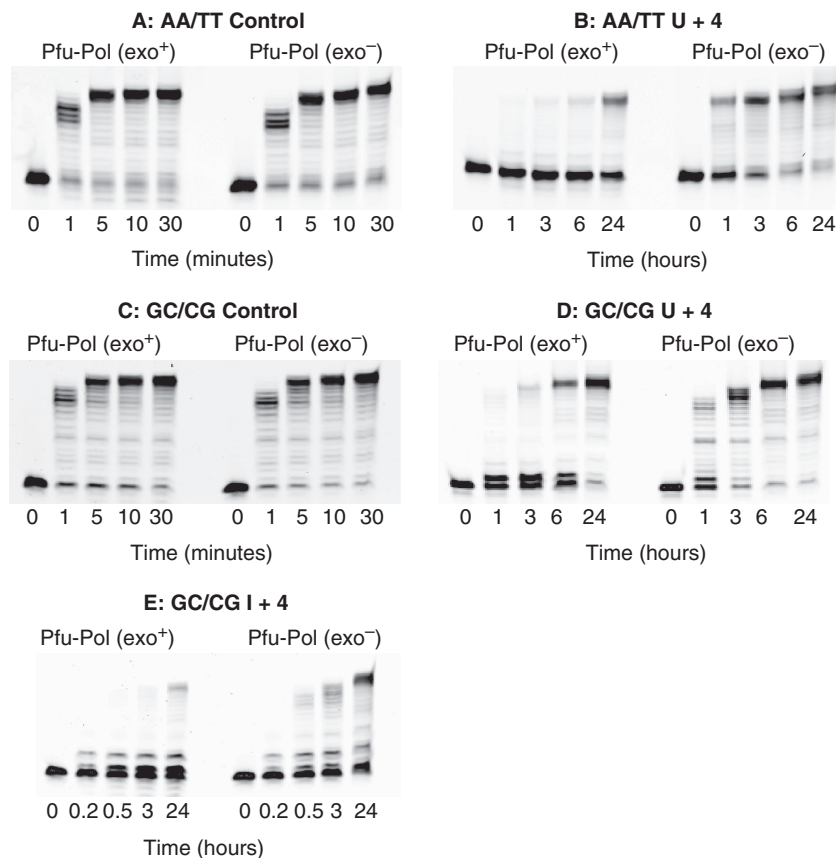 A: AA/TT Control
Pfu-Pol (exo⁺) Pfu-Pol (exo⁻)
0 1 5 10 30 0 1 5 10 30
Time (minutes)
B: AA/TT U + 4
Pfu-Pol (exo⁺) Pfu-Pol (exo⁻)
0 1 3 6 24 0 1 3 6 24
Time (hours)
C: GC/CG Control
Pfu-Pol (exo⁺) Pfu-Pol (exo⁻)
0 1 5 10 30 0 1 5 10 30
Time (minutes)
D: GC/CG U + 4
Pfu-Pol (exo⁺) Pfu-Pol (exo⁻)
0 1 3 6 24 0 1 3 6 24
Time (hours)
E: GC/CG I + 4
Pfu-Pol (exo⁺) Pfu-Pol (exo⁻)
0 0.2 0.5 3 24 0 0.2 0.5 3 24
Time (hours)